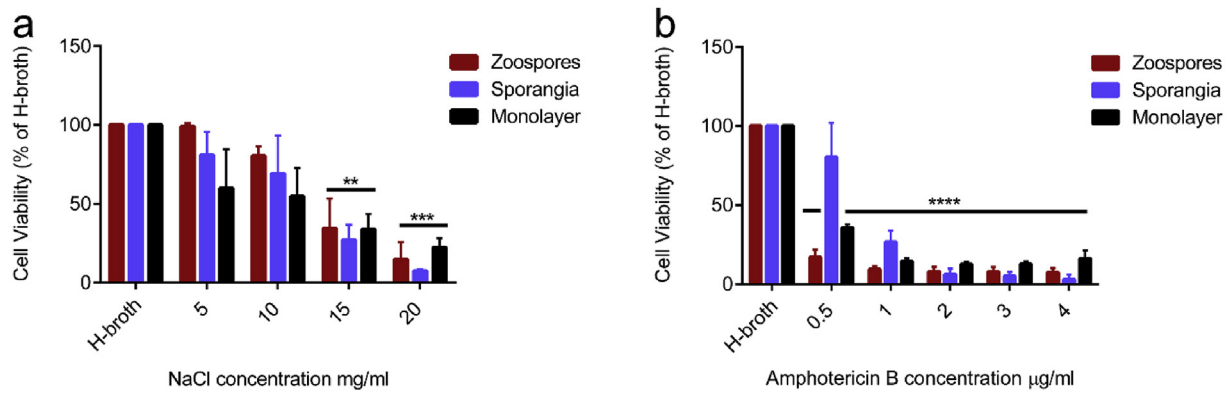 a
150
100
50
0
Cell Viability (% of H-broth)
Zoospores
Sporangia
Monolayer
**
***
H-broth
5
10
15
20
NaCl concentration mg/ml
b
150
100
50
0
Cell Viability (% of H-broth)
Zoospores
Sporangia
Monolayer
****
H-broth
0.5
1
2
3
4
Amphotericin B concentration μg/ml